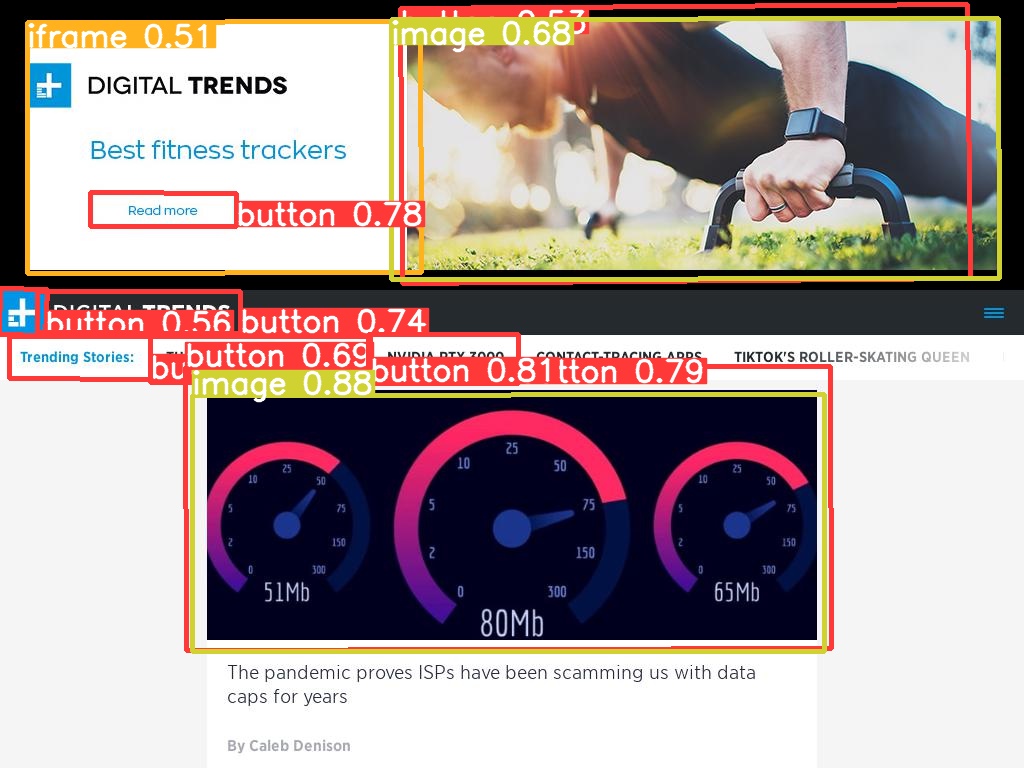 iframe 0.51
button 0.53
image 0.68
DIGITAL TRENDS
Best fitness trackers
Read more
button 0.78
DIGITAL TRENDS
button 0.56
button 0.74
Trending Stories:
button 0.69
NVIDIA RTX 3000
CONTACT-TRACING APPS
TIKTOK'S ROLLER-SKATING QUEEN
button 0.81
tton 0.79
image 0.88
0 2 5 10 25 50 75 150 300
51Mb
0 2 5 10 25 50 75 150 300
80Mb
0 2 5 10 25 50 75 150 300
65Mb
The pandemic proves ISPs have been scamming us with data
caps for years
By Caleb Denison